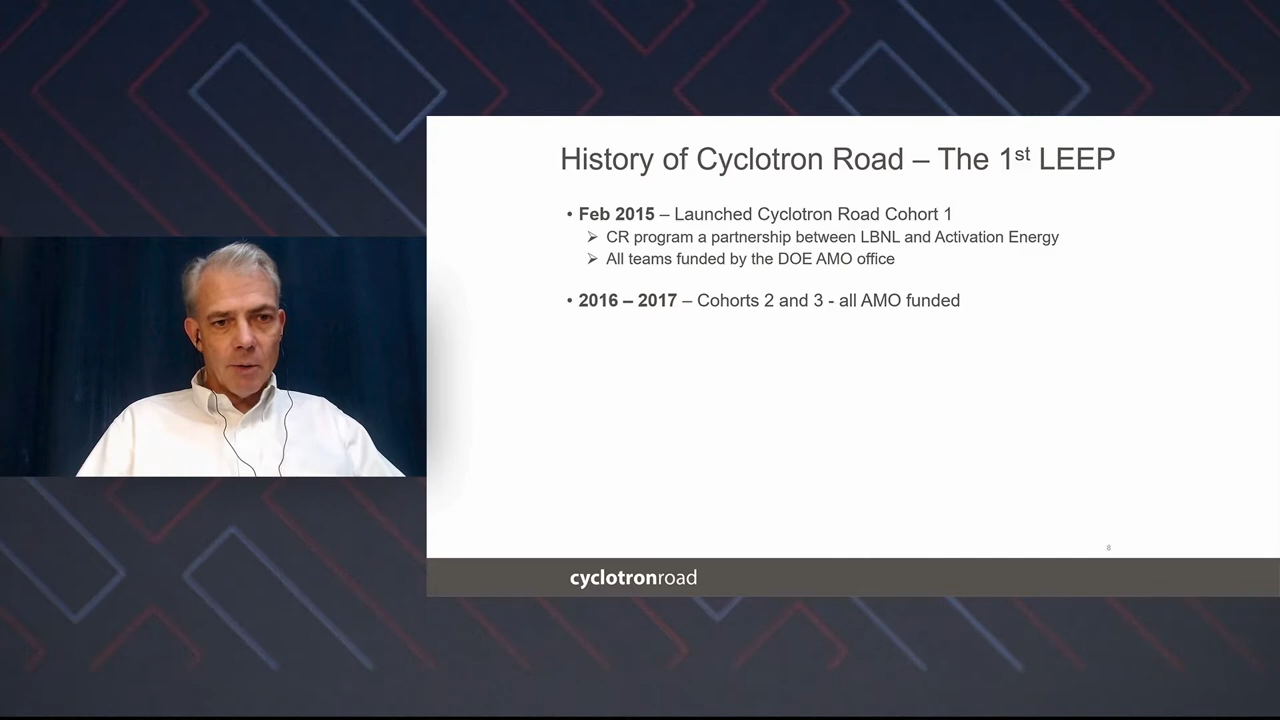 History of Cyclotron Road – The 1st LEEP
• Feb 2015 – Launched Cyclotron Road Cohort 1
➢ CR program a partnership between LBNL and Activation Energy
➢ All teams funded by the DOE AMO office
• 2016 – 2017 – Cohorts 2 and 3 - all AMO funded
8
cyclotronroad